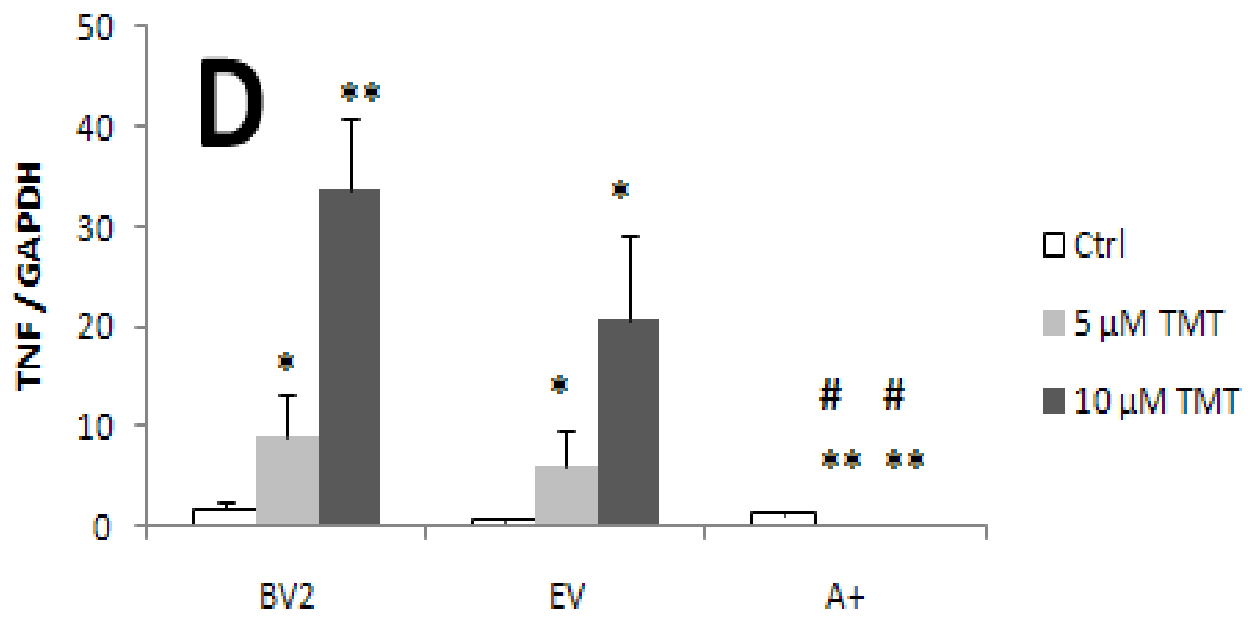 D
TNF / GAPDH
50
40
30
20
10
0
**
*
*
*
# #
** **
BV2 EV A+
Ctrl
5 µM TMT
10 µM TMT